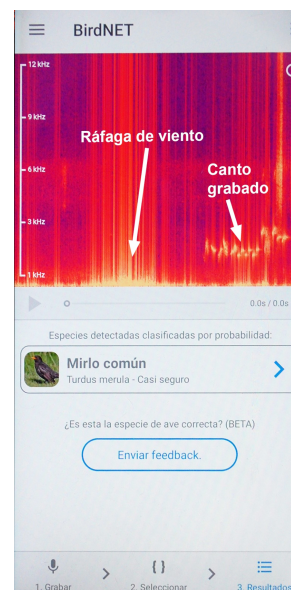 BirdNET
12 kHz
9 kHz
Ráfaga de viento
6 kHz
Canto
grabado
3 kHz
1 kHz
0.0s / 0.0s
Especies detectadas clasificadas por probabilidad:
Mirlo común
Turdus merula - Casi seguro
¿Es esta la especie de ave correcta? (BETA)
Enviar feedback.
1. Grabar
2. Seleccionar
3. Resultados